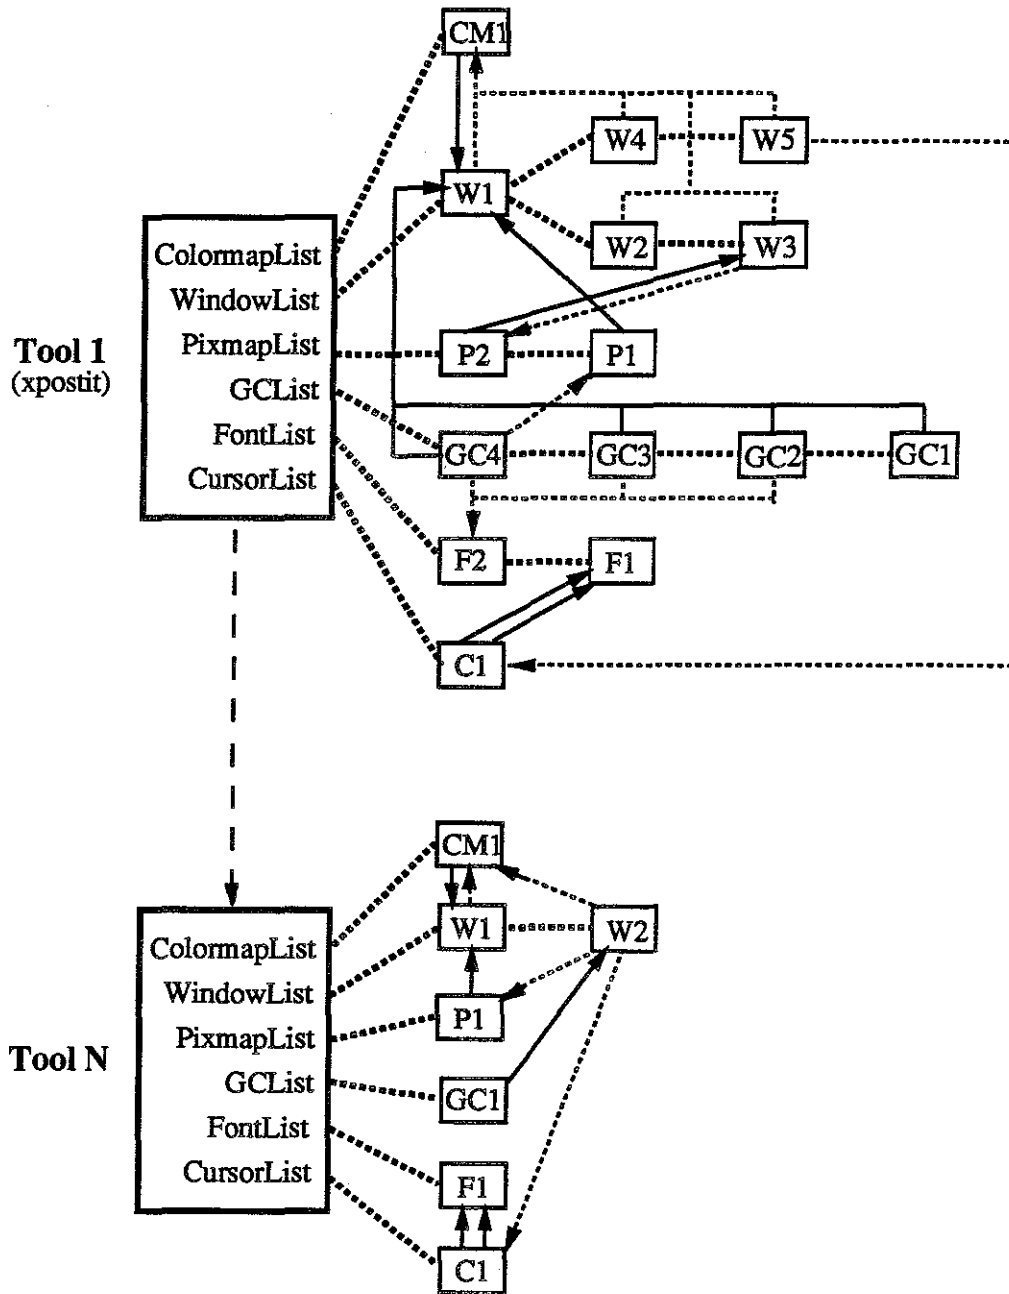 CM1
W4 W5
W1
W2 W3
ColormapList
WindowList
PixmapList
GCList
FontList
CursorList
Tool 1
(xpostit)
P2 P1
GC4 GC3 GC2 GC1
F2 F1
C1
CM1
W1 W2
P1
GC1
F1
C1
ColormapList
WindowList
PixmapList
GCList
FontList
CursorList
Tool N